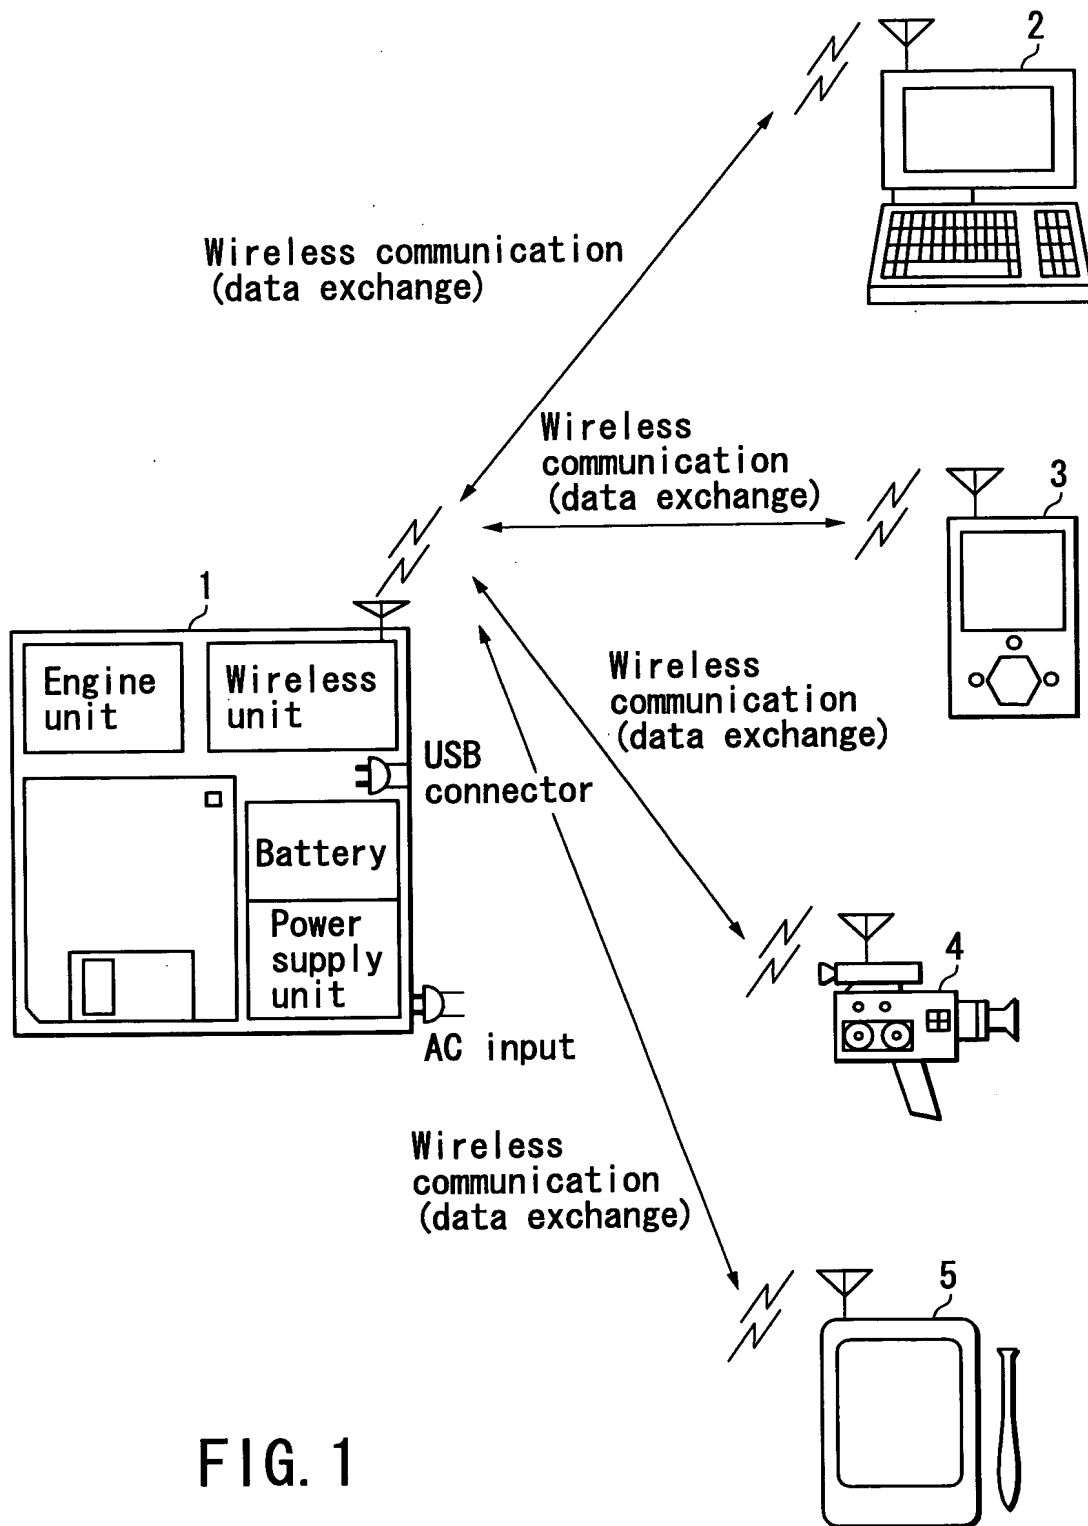 2
Wireless communication
(data exchange)
Wireless
communication
(data exchange)
3
1
Engine
unit
Wireless
unit
USB
connector
Wireless
communication
(data exchange)
Battery
Power
supply
unit
4
AC input
Wireless
communication
(data exchange)
5
FIG. 1